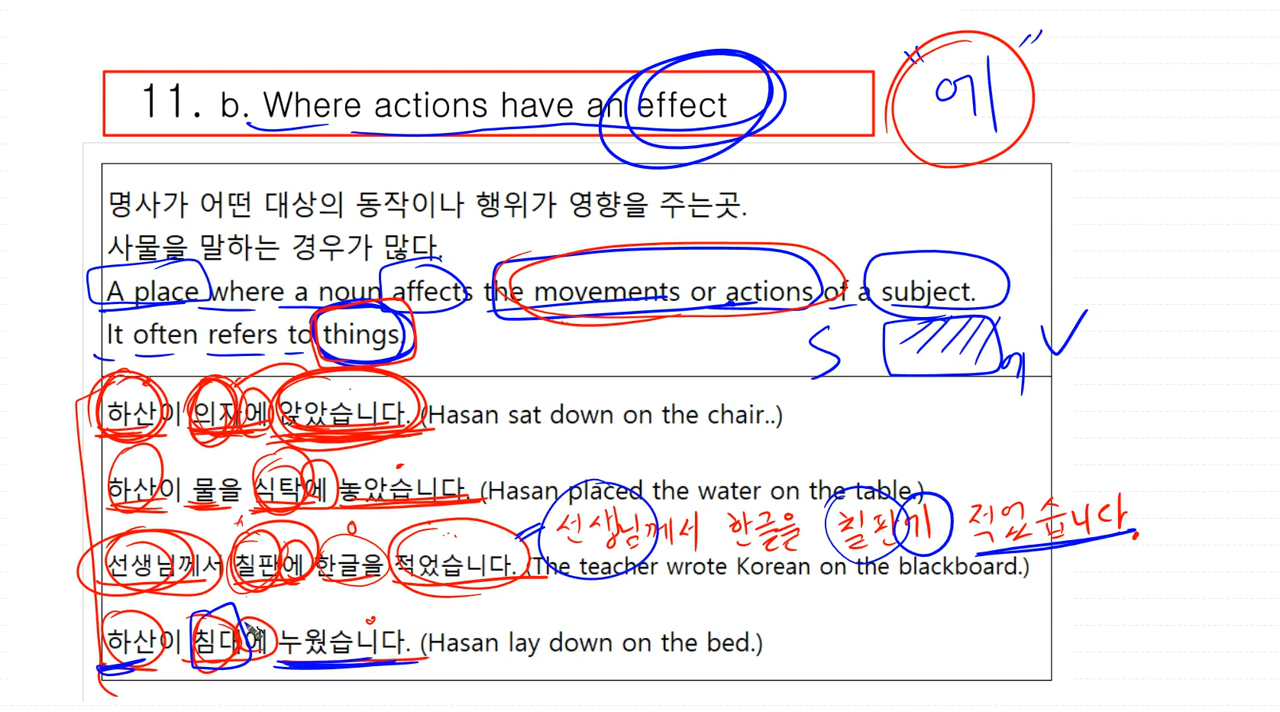 11. b. Where actions have an effect
" 에 "
명사가 어떤 대상의 동작이나 행위가 영향을 주는곳.
사물을 말하는 경우가 많다.
A place where a noun affects the movements or actions of a subject.
It often refers to things.
S 에 V
하산이 의자에 앉았습니다. (Hasan sat down on the chair..)
하산이 물을 식탁에 놓았습니다. (Hasan placed the water on the table.)
= 선생님께서 한글을 칠판에 적었습니다.
선생님께서 칠판에 한글을 적었습니다. (The teacher wrote Korean on the blackboard.)
하산이 침대에 누웠습니다. (Hasan lay down on the bed.)